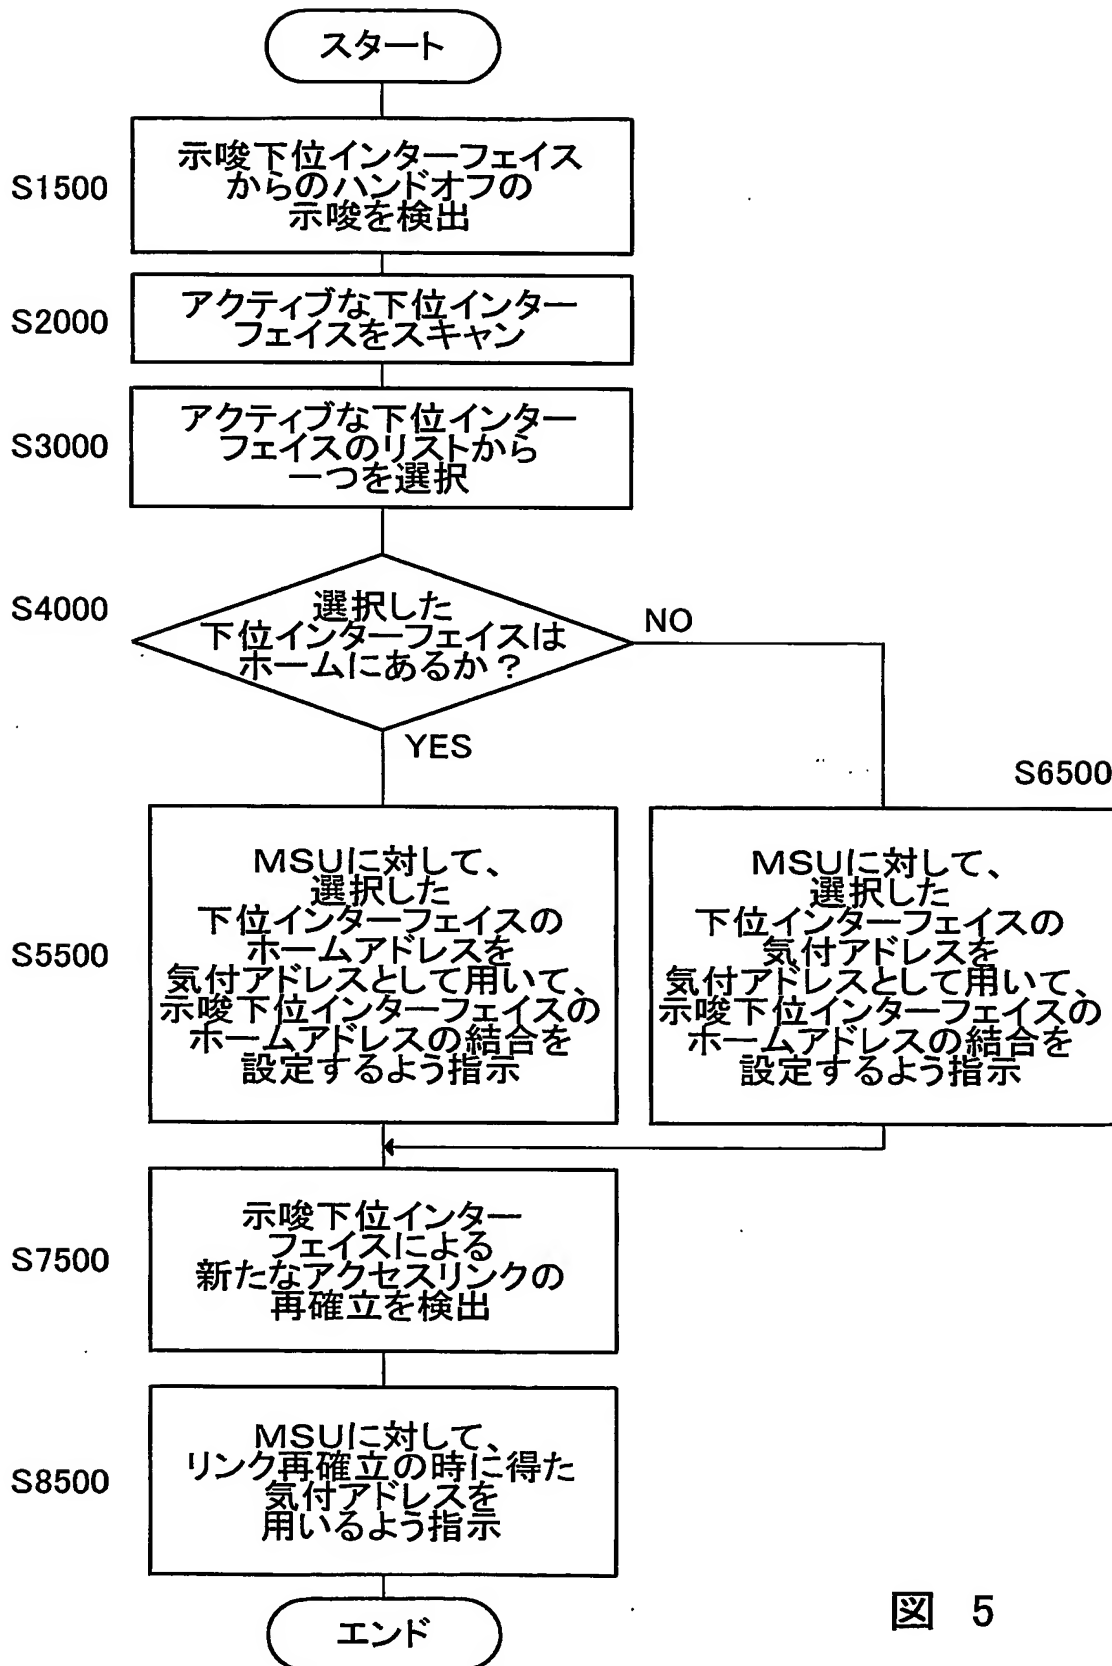 スタート
S1500
示唆下位インターフェイス
からのハンドオフの
示唆を検出
S2000
アクティブな下位インター
フェイスをスキャン
S3000
アクティブな下位インター
フェイスのリストから
一つを選択
S4000
選択した
下位インターフェイスは
ホームにあるか？
NO
YES
S5500
MSUに対して、
選択した
下位インターフェイスの
ホームアドレスを
気付アドレスとして用いて、
示唆下位インターフェイスの
ホームアドレスの結合を
設定するよう指示
S6500
MSUに対して、
選択した
下位インターフェイスの
気付アドレスを
気付アドレスとして用いて、
示唆下位インターフェイスの
ホームアドレスの結合を
設定するよう指示
S7500
示唆下位インター
フェイスによる
新たなアクセスリンクの
再確立を検出
S8500
MSUに対して、
リンク再確立の時に得た
気付アドレスを
用いるよう指示
エンド
図 5